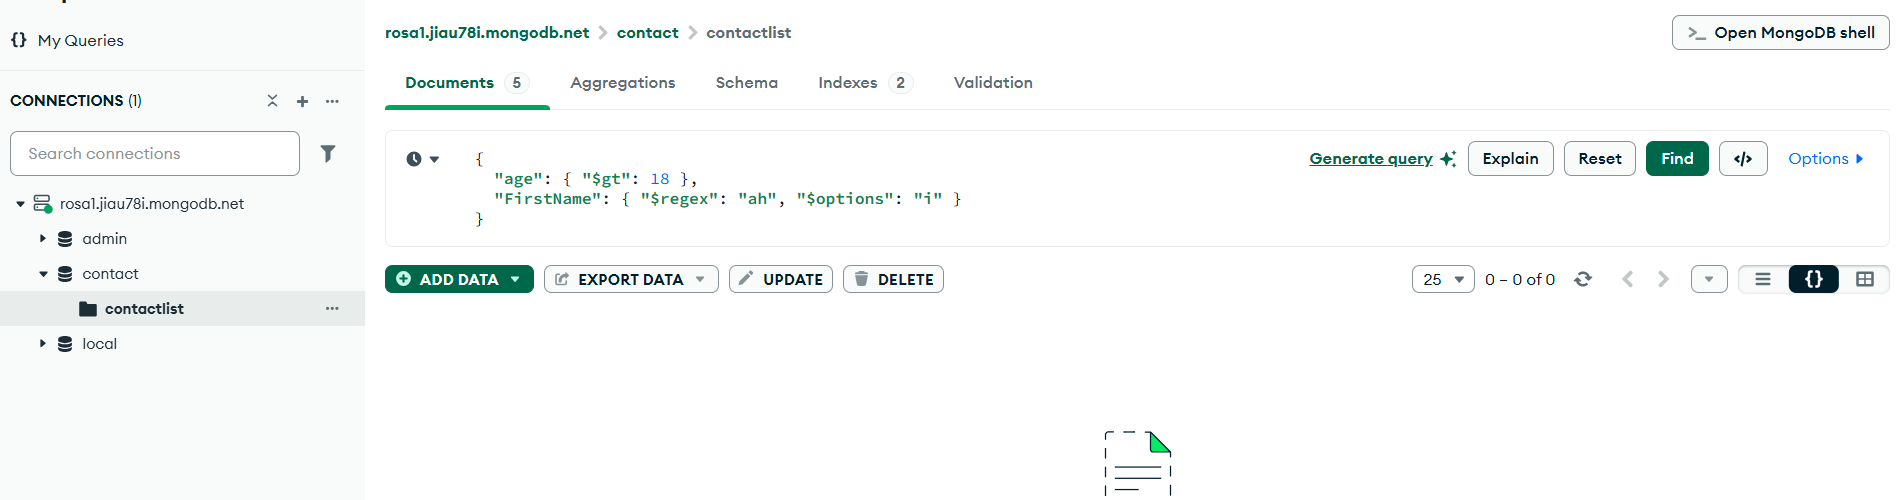 My Queries
CONNECTIONS (1)
Search connections
rosa1.jiau78i.mongodb.net
admin
contact
contactlist
local
rosa1.jiau78i.mongodb.net > contact > contactlist
>_ Open MongoDB shell
Documents 5 Aggregations Schema Indexes 2 Validation
{
"age": { "$gt": 18 },
"FirstName": { "$regex": "ah", "$options": "i" }
}
Generate query Explain Reset Find </> Options
ADD DATA EXPORT DATA UPDATE DELETE
25 0 – 0 of 0 {}